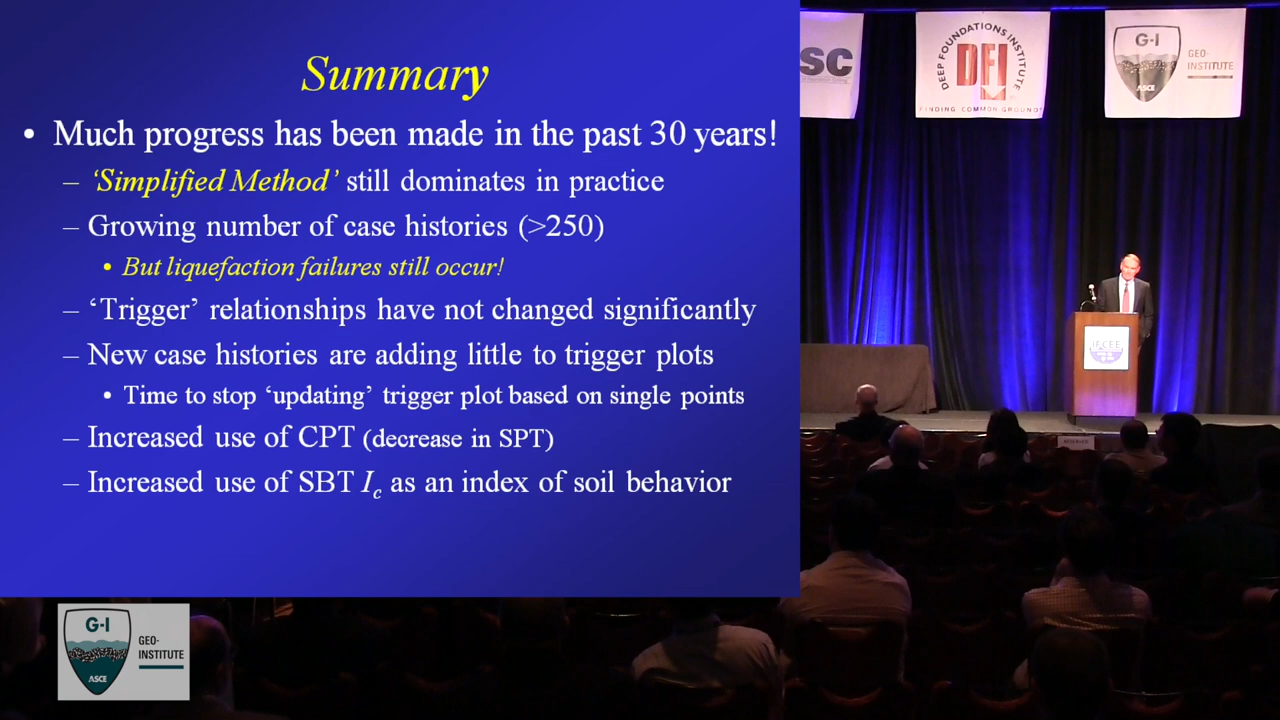 Summary
• Much progress has been made in the past 30 years!
– ‘Simplified Method’ still dominates in practice
– Growing number of case histories (>250)
• But liquefaction failures still occur!
– ‘Trigger’ relationships have not changed significantly
– New case histories are adding little to trigger plots
• Time to stop ‘updating’ trigger plot based on single points
– Increased use of CPT (decrease in SPT)
– Increased use of SBT Ic as an index of soil behavior
SC
DEEP FOUNDATIONS INSTITUTE
DFI
FINDING COMMON GROUND
G-I
ASCE
GEO-
INSTITUTE
IFCEE
RESERVED
G-I
ASCE
GEO-
INSTITUTE